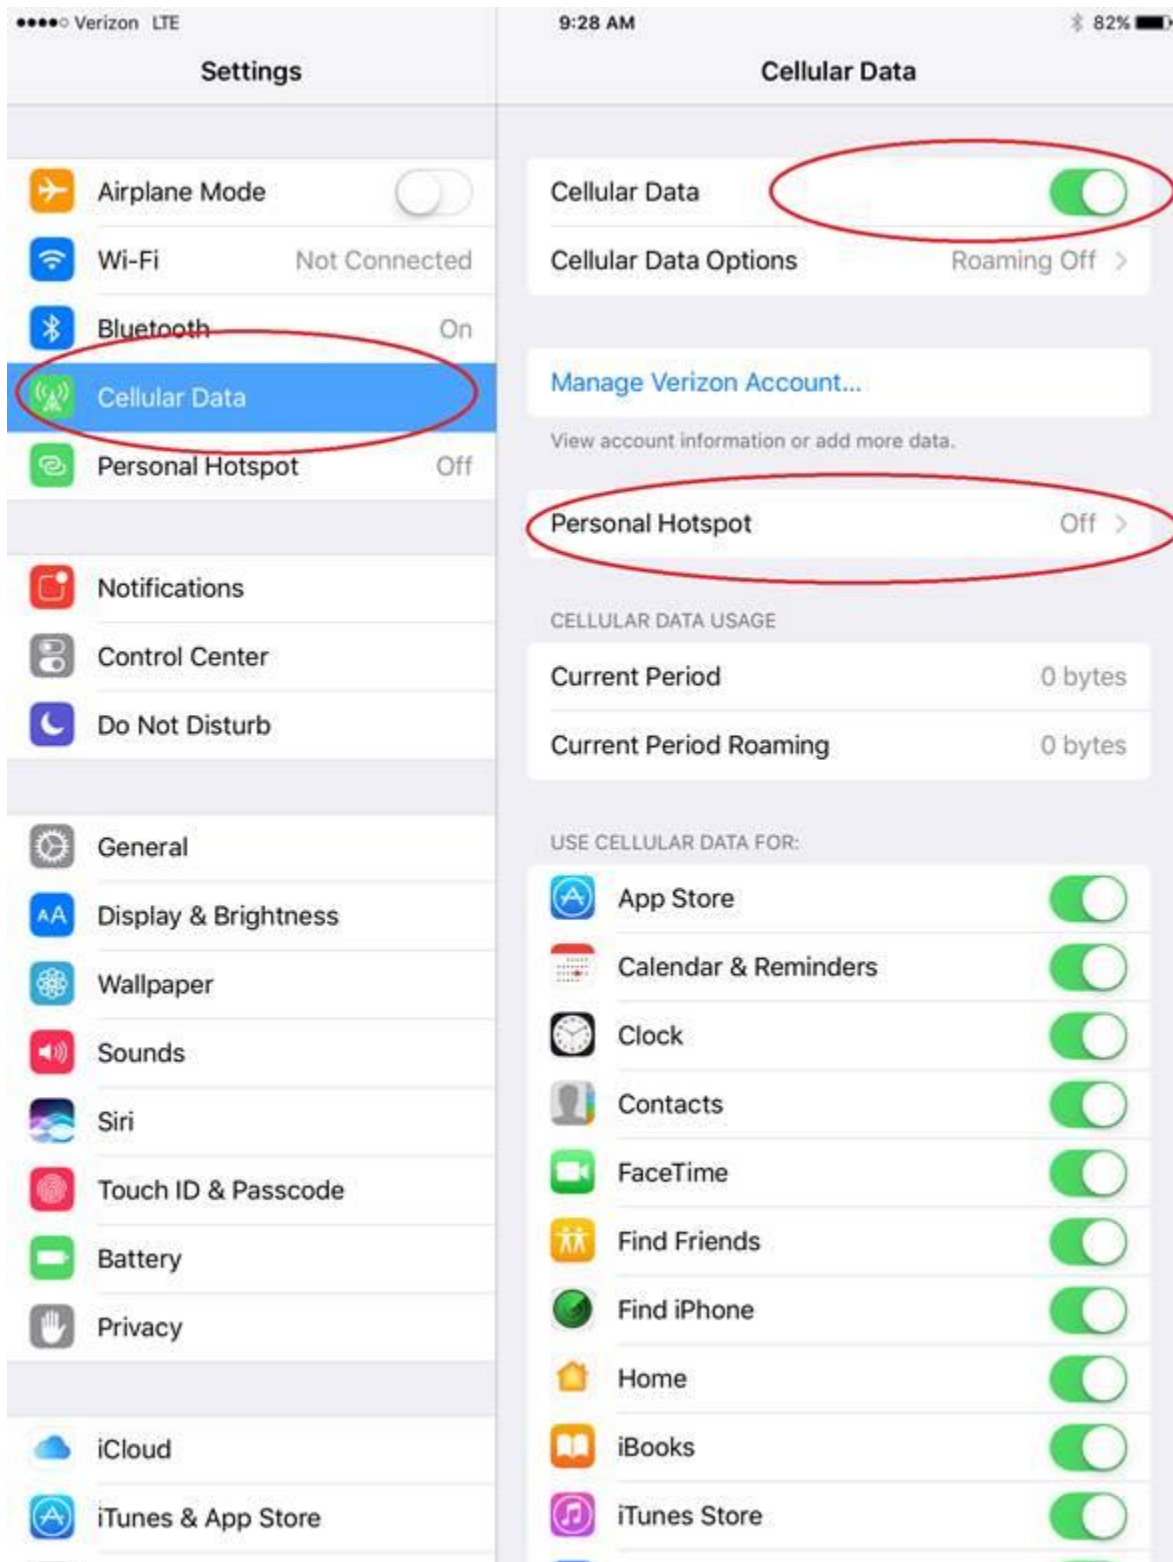 Verizon LTE
9:28 AM
82%
Settings
Airplane Mode
Wi-Fi Not Connected
Bluetooth On
Cellular Data
Personal Hotspot Off
Notifications
Control Center
Do Not Disturb
General
AA Display & Brightness
Wallpaper
Sounds
Siri
Touch ID & Passcode
Battery
Privacy
iCloud
iTunes & App Store
Cellular Data
Cellular Data
Cellular Data Options Roaming Off >
Manage Verizon Account...
View account information or add more data.
Personal Hotspot Off >
CELLULAR DATA USAGE
Current Period 0 bytes
Current Period Roaming 0 bytes
USE CELLULAR DATA FOR:
App Store
Calendar & Reminders
Clock
Contacts
FaceTime
Find Friends
Find iPhone
Home
iBooks
iTunes Store